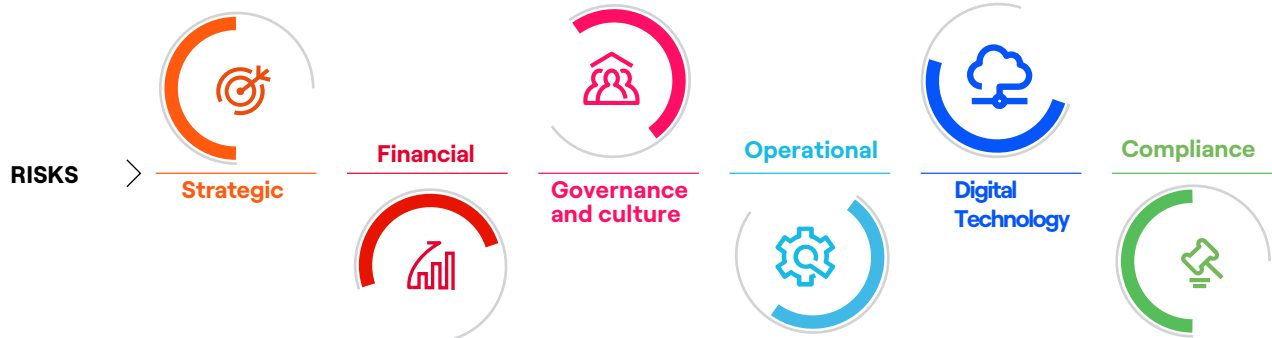 RISKS
Strategic
Financial
Governance
and culture
Operational
Digital
Technology
Compliance